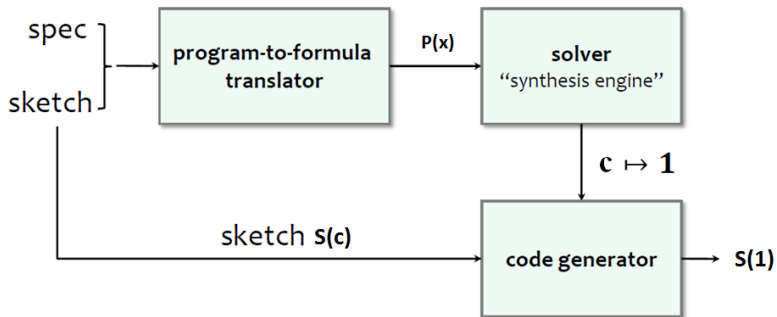 spec
sketch
program-to-formula
translator
P(x)
solver
“synthesis engine”
c ↦ 1
sketch S(c)
code generator
S(1)